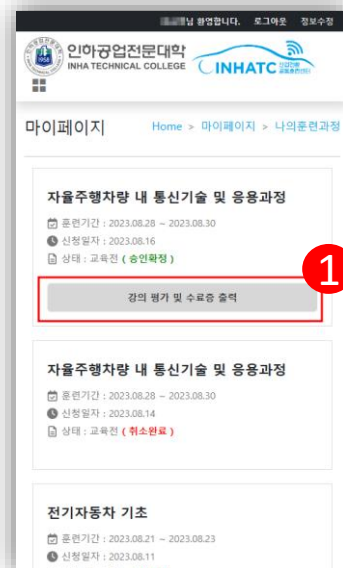 님 환영합니다. 로그아웃 정보수정
인하공업전문대학
INHA TECHNICAL COLLEGE
INHATC
마이페이지
Home > 마이페이지 > 나의훈련과정
자율주행차량 내 통신기술 및 응용과정
훈련기간 : 2023.08.28 ~ 2023.08.30
신청일자 : 2023.08.16
상태 : 교육전 ( 승인확정 )
1
강의 평가 및 수료증 출력
자율주행차량 내 통신기술 및 응용과정
훈련기간 : 2023.08.28 ~ 2023.08.30
신청일자 : 2023.08.14
상태 : 교육전 ( 취소완료 )
전기자동차 기초
훈련기간 : 2023.08.21 ~ 2023.08.23
신청일자 : 2023.08.11